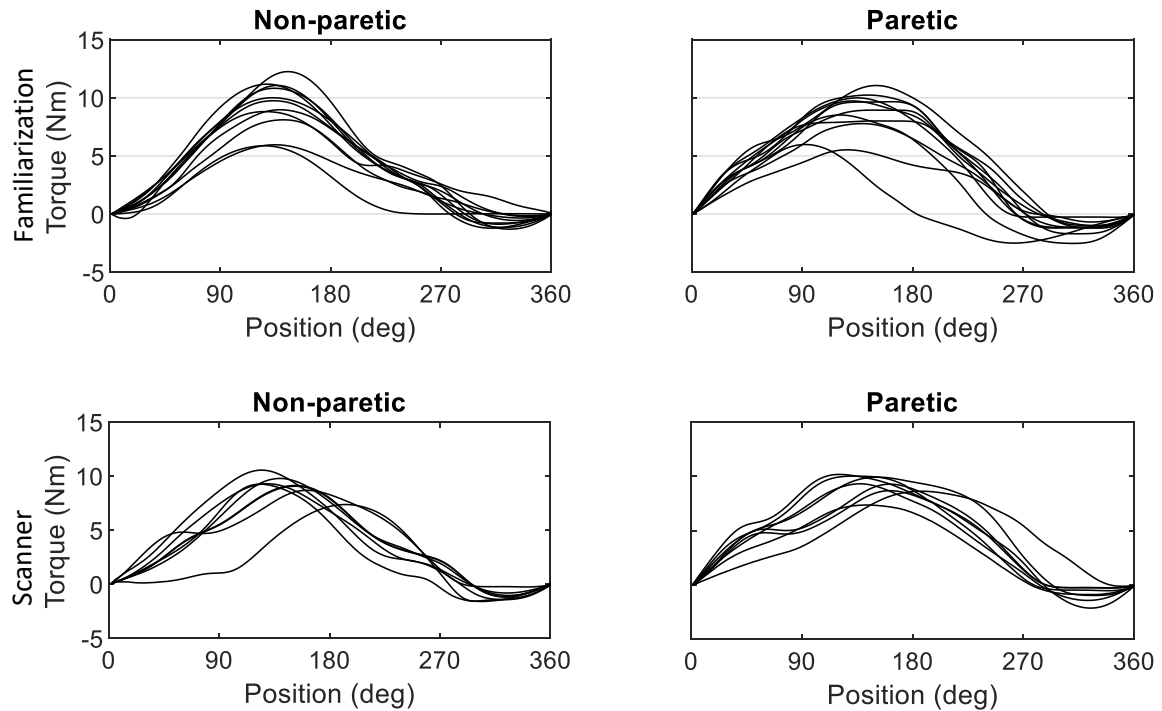 Non-paretic
Paretic
Familiarization
Torque (Nm)
15
10
5
0
-5
0 90 180 270 360
0 90 180 270 360
Position (deg)
Position (deg)
Non-paretic
Paretic
Scanner
Torque (Nm)
15
10
5
0
-5
0 90 180 270 360
0 90 180 270 360
Position (deg)
Position (deg)